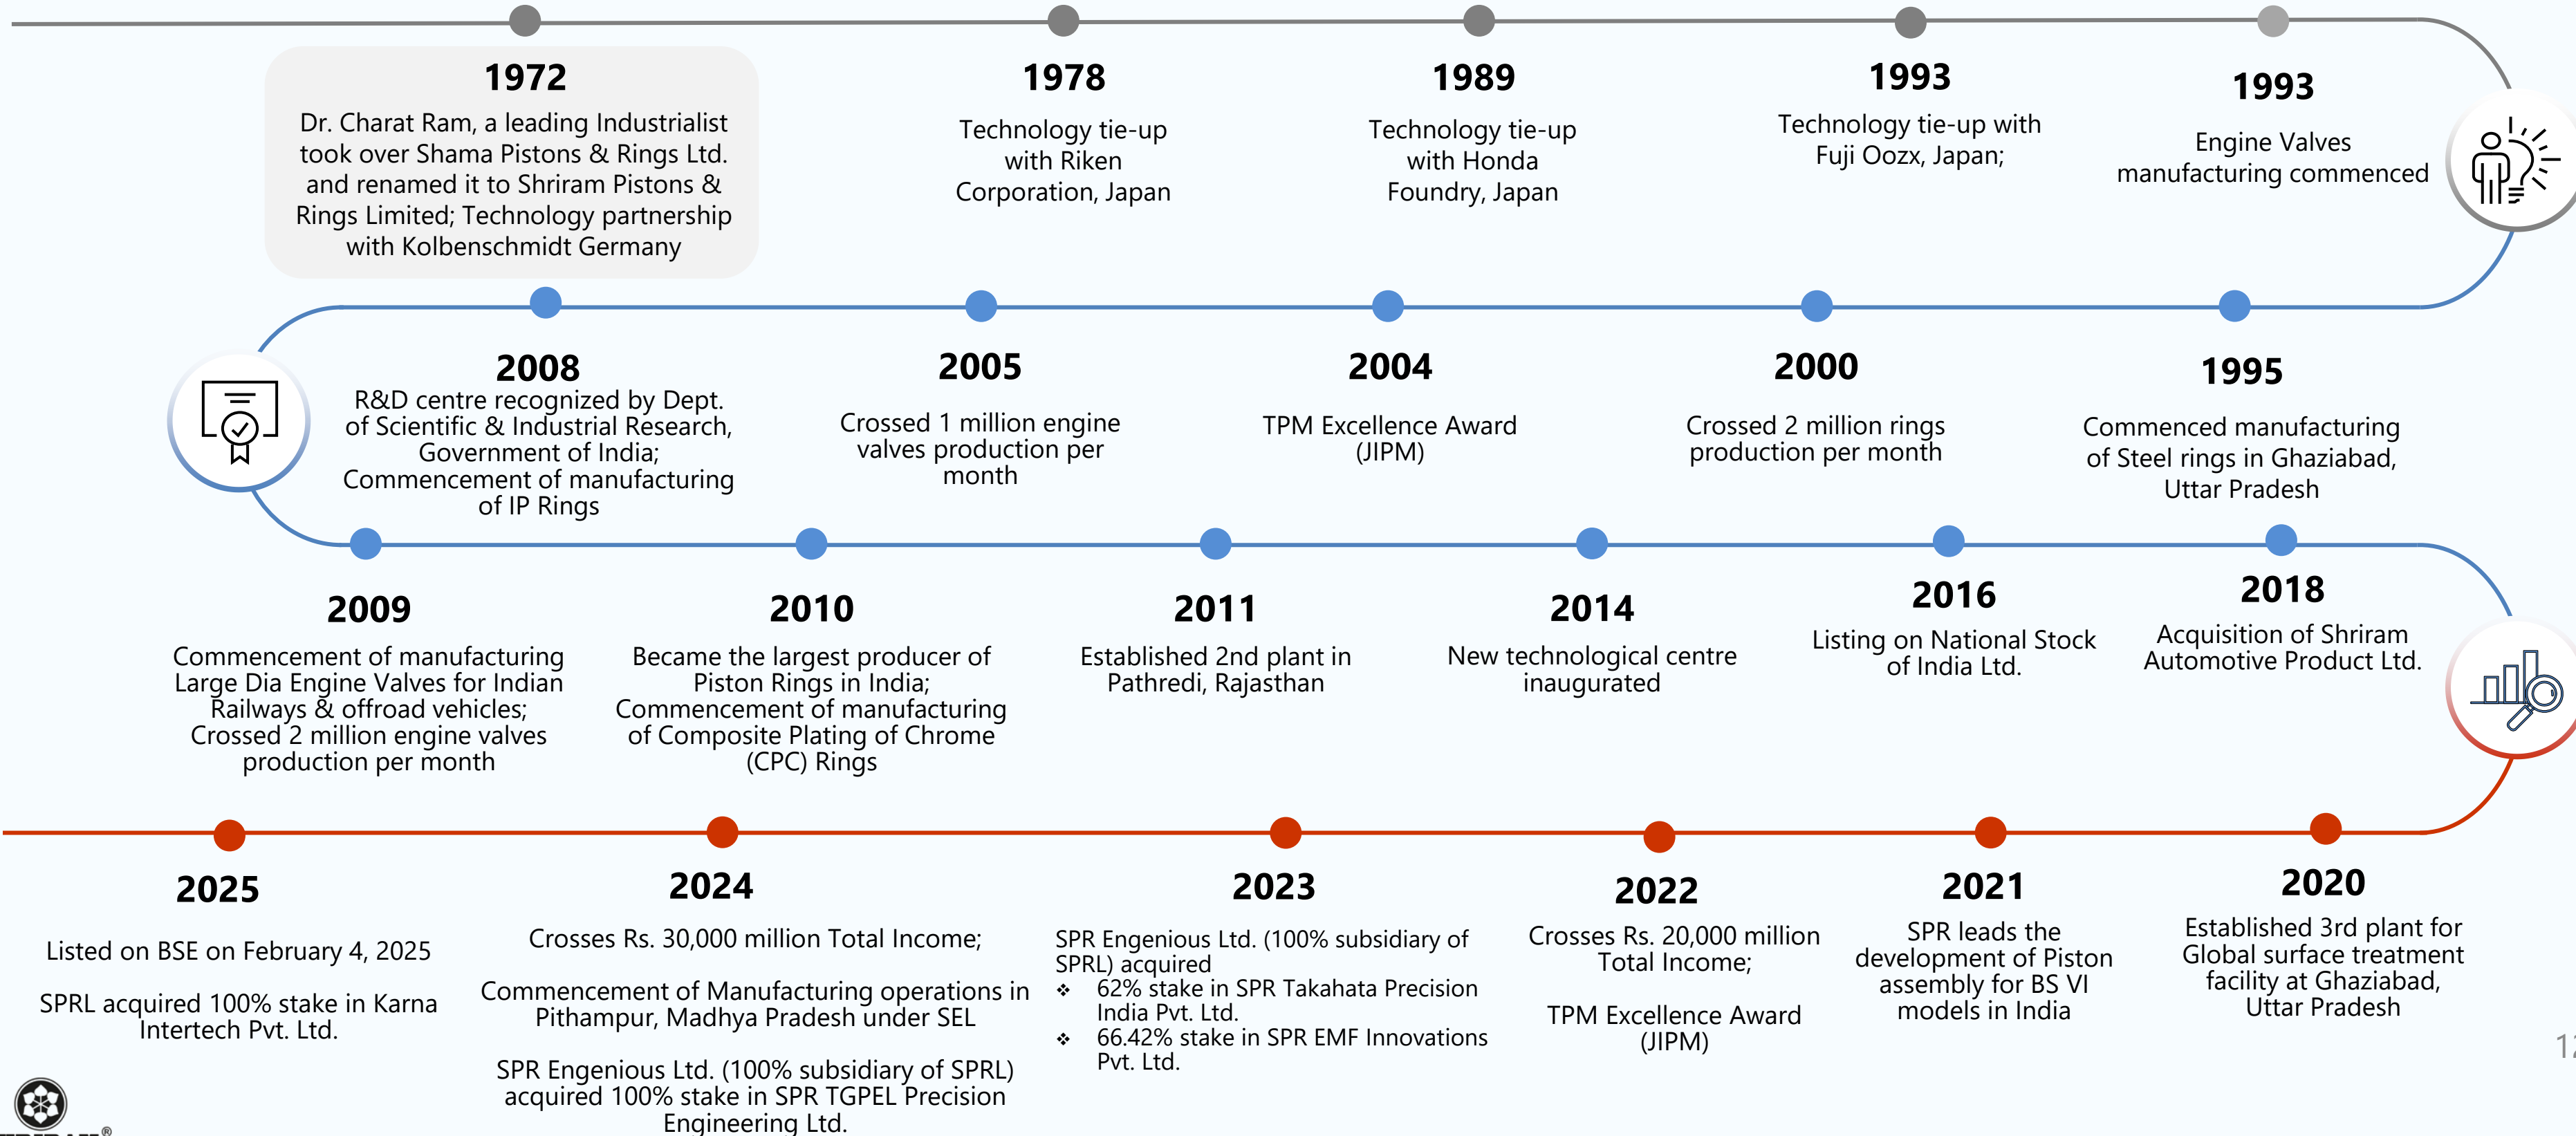 1972
Dr. Charat Ram, a leading Industrialist
took over Shama Pistons & Rings Ltd.
and renamed it to Shriram Pistons &
Rings Limited; Technology partnership
with Kolbenschmidt Germany
1978
Technology tie-up
with Riken
Corporation, Japan
1989
Technology tie-up
with Honda
Foundry, Japan
1993
Technology tie-up with
Fuji Oozx, Japan;
1993
Engine Valves
manufacturing commenced
2008
R&D centre recognized by Dept.
of Scientific & Industrial Research,
Government of India;
Commencement of manufacturing
of IP Rings
2005
Crossed 1 million engine
valves production per
month
2004
TPM Excellence Award
(JIPM)
2000
Crossed 2 million rings
production per month
1995
Commenced manufacturing
of Steel rings in Ghaziabad,
Uttar Pradesh
2009
Commencement of manufacturing
Large Dia Engine Valves for Indian
Railways & offroad vehicles;
Crossed 2 million engine valves
production per month
2010
Became the largest producer of
Piston Rings in India;
Commencement of manufacturing
of Composite Plating of Chrome
(CPC) Rings
2011
Established 2nd plant in
Pathredi, Rajasthan
2014
New technological centre
inaugurated
2016
Listing on National Stock
of India Ltd.
2018
Acquisition of Shriram
Automotive Product Ltd.
2025
Listed on BSE on February 4, 2025
SPRL acquired 100% stake in Karna
Intertech Pvt. Ltd.
2024
Crosses Rs. 30,000 million Total Income;
Commencement of Manufacturing operations in
Pithampur, Madhya Pradesh under SEL
SPR Engenious Ltd. (100% subsidiary of SPRL)
acquired 100% stake in SPR TGPEL Precision
Engineering Ltd.
2023
SPR Engenious Ltd. (100% subsidiary of
SPRL) acquired
❖ 62% stake in SPR Takahata Precision
India Pvt. Ltd.
❖ 66.42% stake in SPR EMF Innovations
Pvt. Ltd.
2022
Crosses Rs. 20,000 million
Total Income;
TPM Excellence Award
(JIPM)
2021
SPR leads the
development of Piston
assembly for BS VI
models in India
2020
Established 3rd plant for
Global surface treatment
facility at Ghaziabad,
Uttar Pradesh